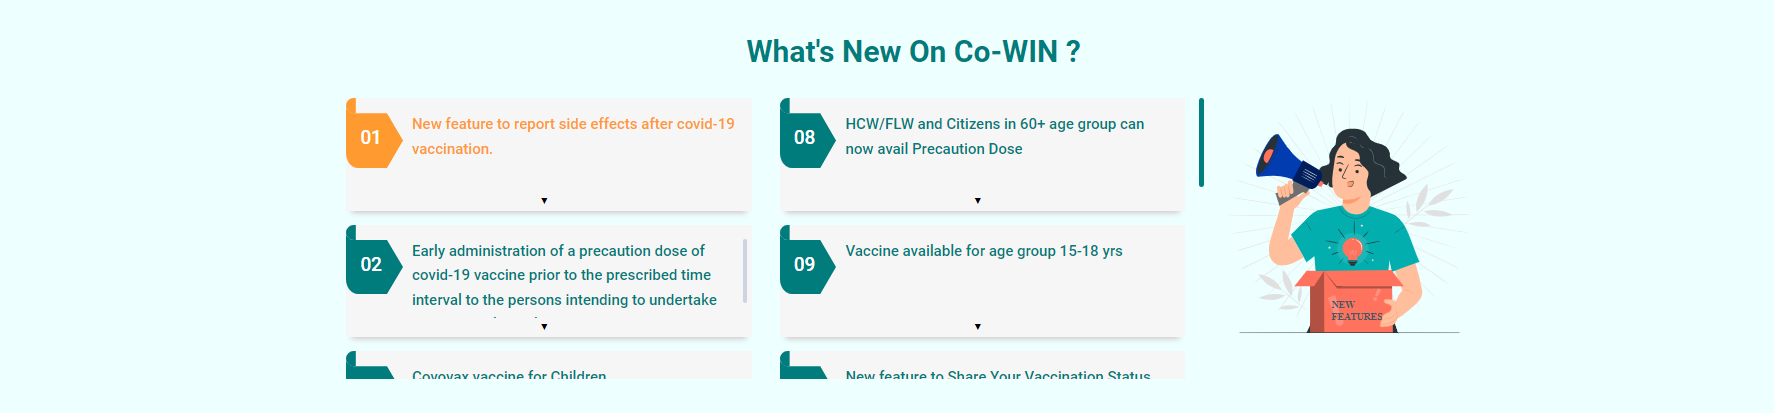 What's New On Co-WIN ?
01
New feature to report side effects after covid-19
vaccination.
02
Early administration of a precaution dose of
covid-19 vaccine prior to the prescribed time
interval to the persons intending to undertake
Covovax vaccine for Children
08
HCW/FLW and Citizens in 60+ age group can
now avail Precaution Dose
09
Vaccine available for age group 15-18 yrs
New feature to Share Your Vaccination Status
NEW
FEATURES